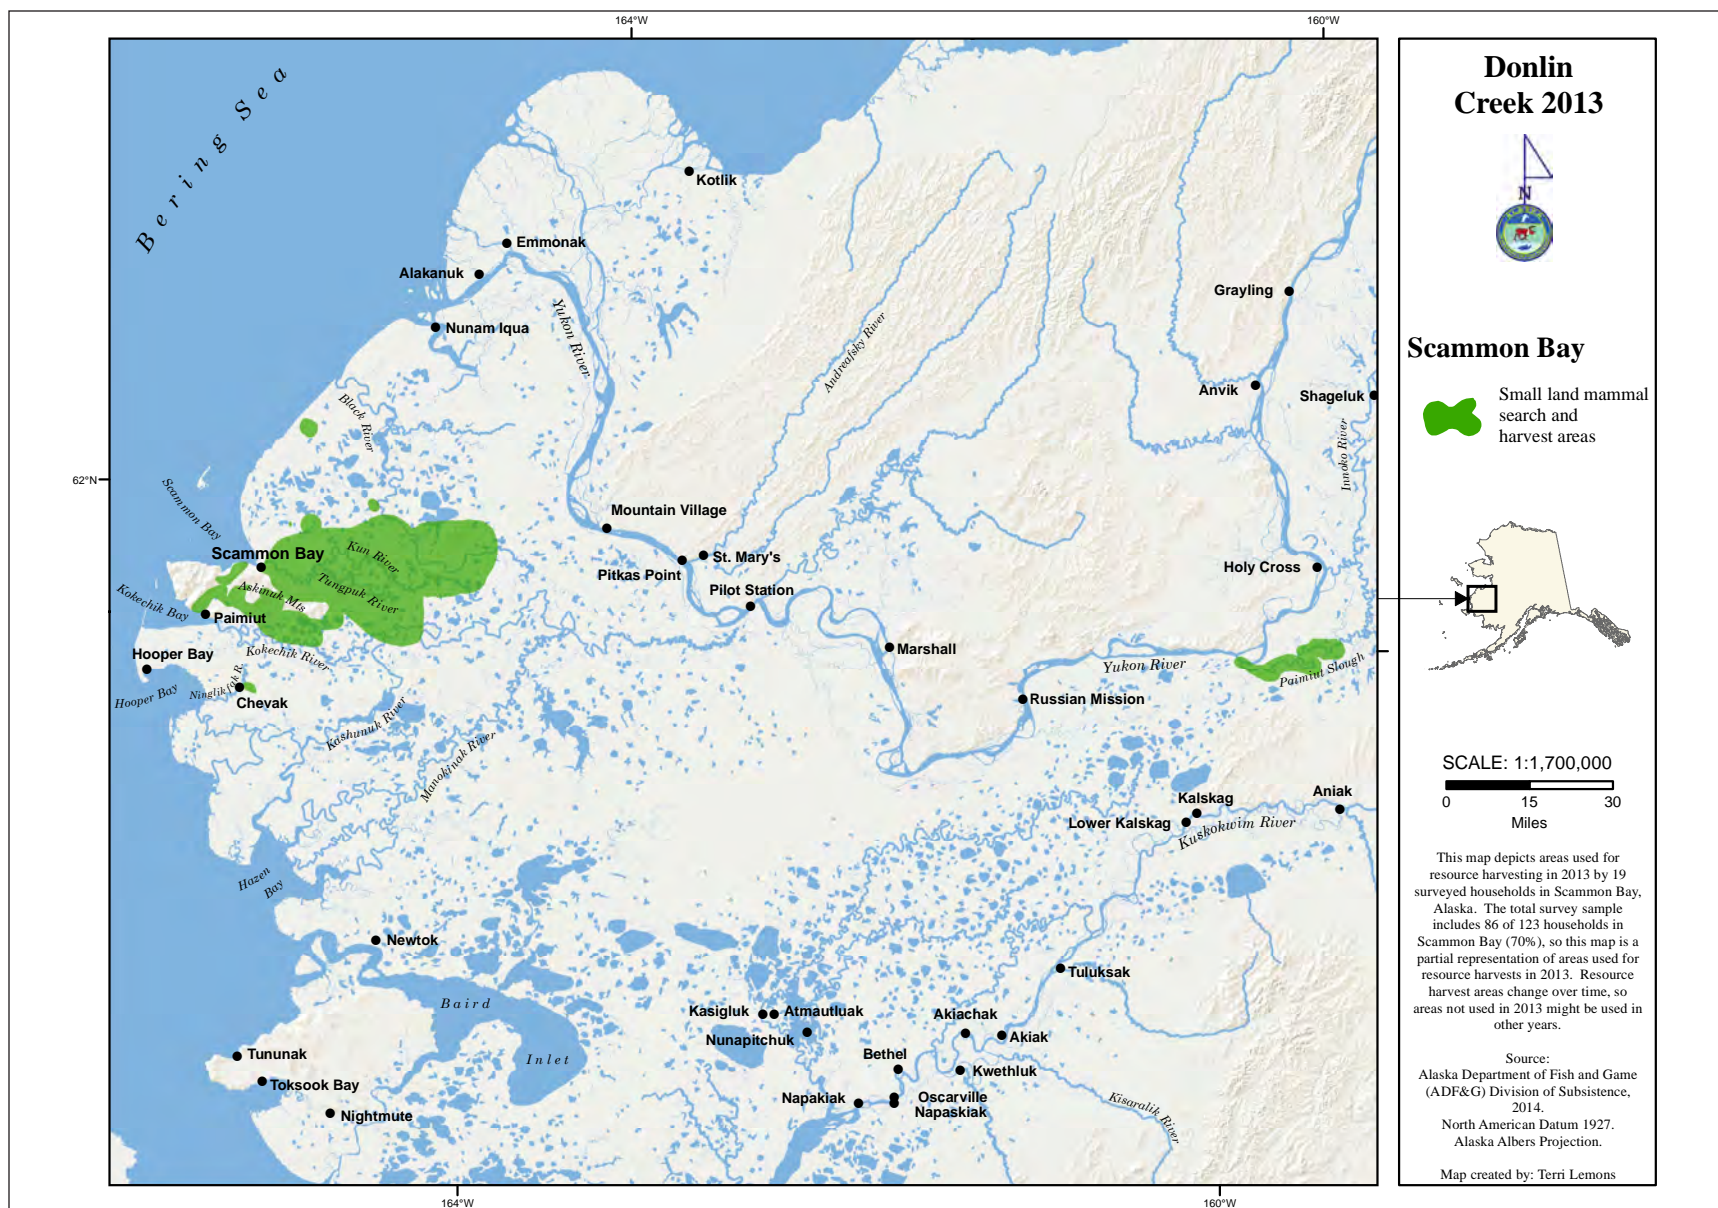 164°W
160°W
Bering Sea
Kotlik
Emmonak
Alakanuk
Nunam Iqua
Yukon River
Andreafsky River
Grayling
Anvik
Shageluk
Innoko River
Black River
62°N
Scammon Bay
Mountain Village
Scammon Bay
Kun River
St. Mary's
Pitkas Point
Holy Cross
Tungpuk River
Askinuk Mts
Pilot Station
Kokechik Bay
Paimiut
Marshall
Hooper Bay
Kokechik River
Yukon River
Paimiut Slough
Ninglikfak R.
Hooper Bay
Chevak
Russian Mission
Kashunuk River
Manokinak River
Kalskag
Aniak
Lower Kalskag
Kuskokwim River
Hazen
Bay
Newtok
Tuluksak
Baird
Inlet
Kasigluk
Atmautluak
Nunapitchuk
Akiachak
Akiak
Tununak
Bethel
Kwethluk
Toksook Bay
Napakiak
Oscarville
Napaskiak
Nightmute
Kisaralik River
164°W
160°W
Donlin
Creek 2013
N
Scammon Bay
Small land mammal
search and
harvest areas
SCALE: 1:1,700,000
0 15 30
Miles
This map depicts areas used for
resource harvesting in 2013 by 19
surveyed households in Scammon Bay,
Alaska. The total survey sample
includes 86 of 123 households in
Scammon Bay (70%), so this map is a
partial representation of areas used for
resource harvests in 2013. Resource
harvest areas change over time, so
areas not used in 2013 might be used in
other years.
Source:
Alaska Department of Fish and Game
(ADF&G) Division of Subsistence,
2014.
North American Datum 1927.
Alaska Albers Projection.
Map created by: Terri Lemons